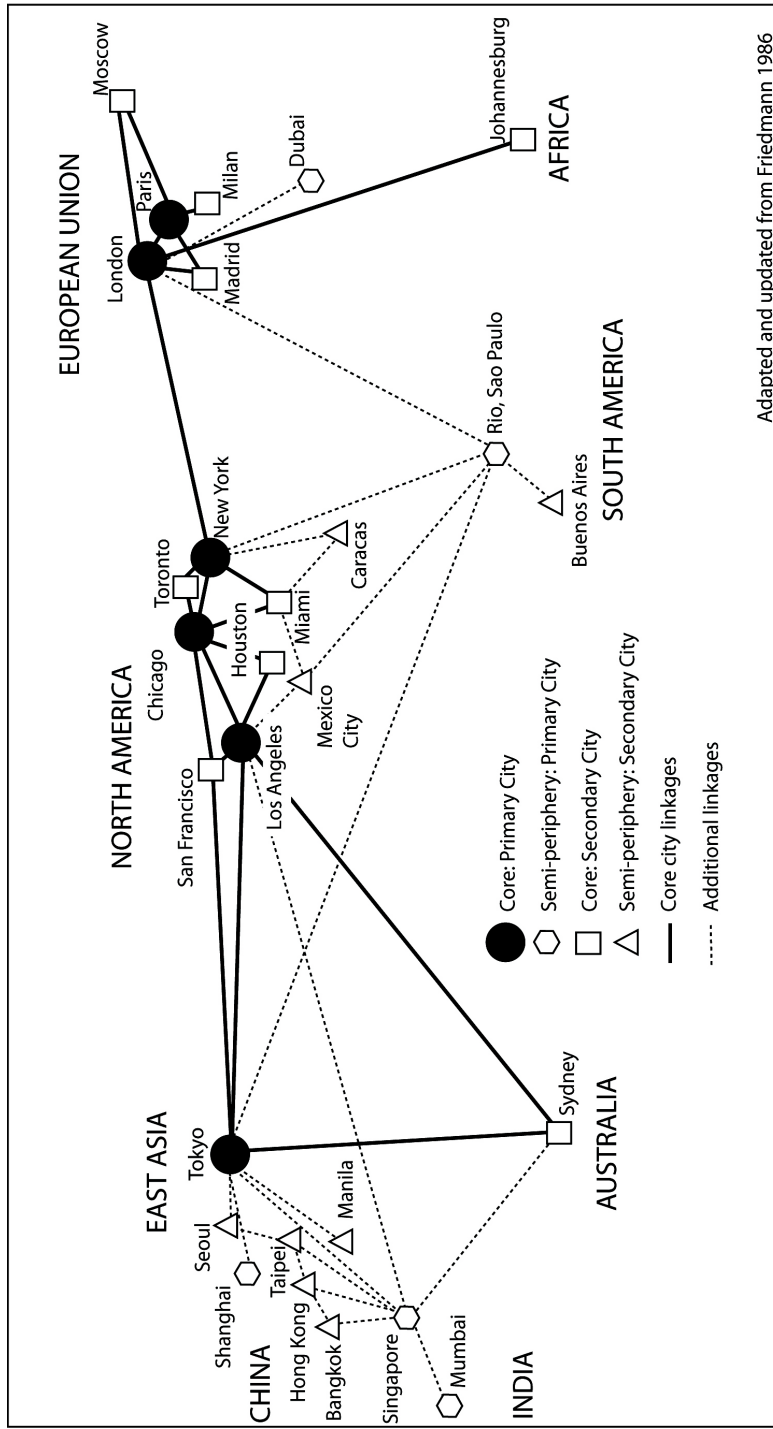 EAST ASIA
NORTH AMERICA
EUROPEAN UNION
CHINA
INDIA
AUSTRALIA
SOUTH AMERICA
AFRICA
Tokyo
Seoul
Shanghai
Taipei
Hong Kong
Bangkok
Manila
Singapore
Mumbai
Sydney
San Francisco
Los Angeles
Chicago
Houston
Toronto
New York
Miami
Mexico
City
Caracas
Rio, Sao Paulo
Buenos Aires
London
Paris
Madrid
Milan
Moscow
Dubai
Johannesburg
Core: Primary City
Semi-periphery: Primary City
Core: Secondary City
Semi-periphery: Secondary City
Core city linkages
Additional linkages
Adapted and updated from Friedmann 1986